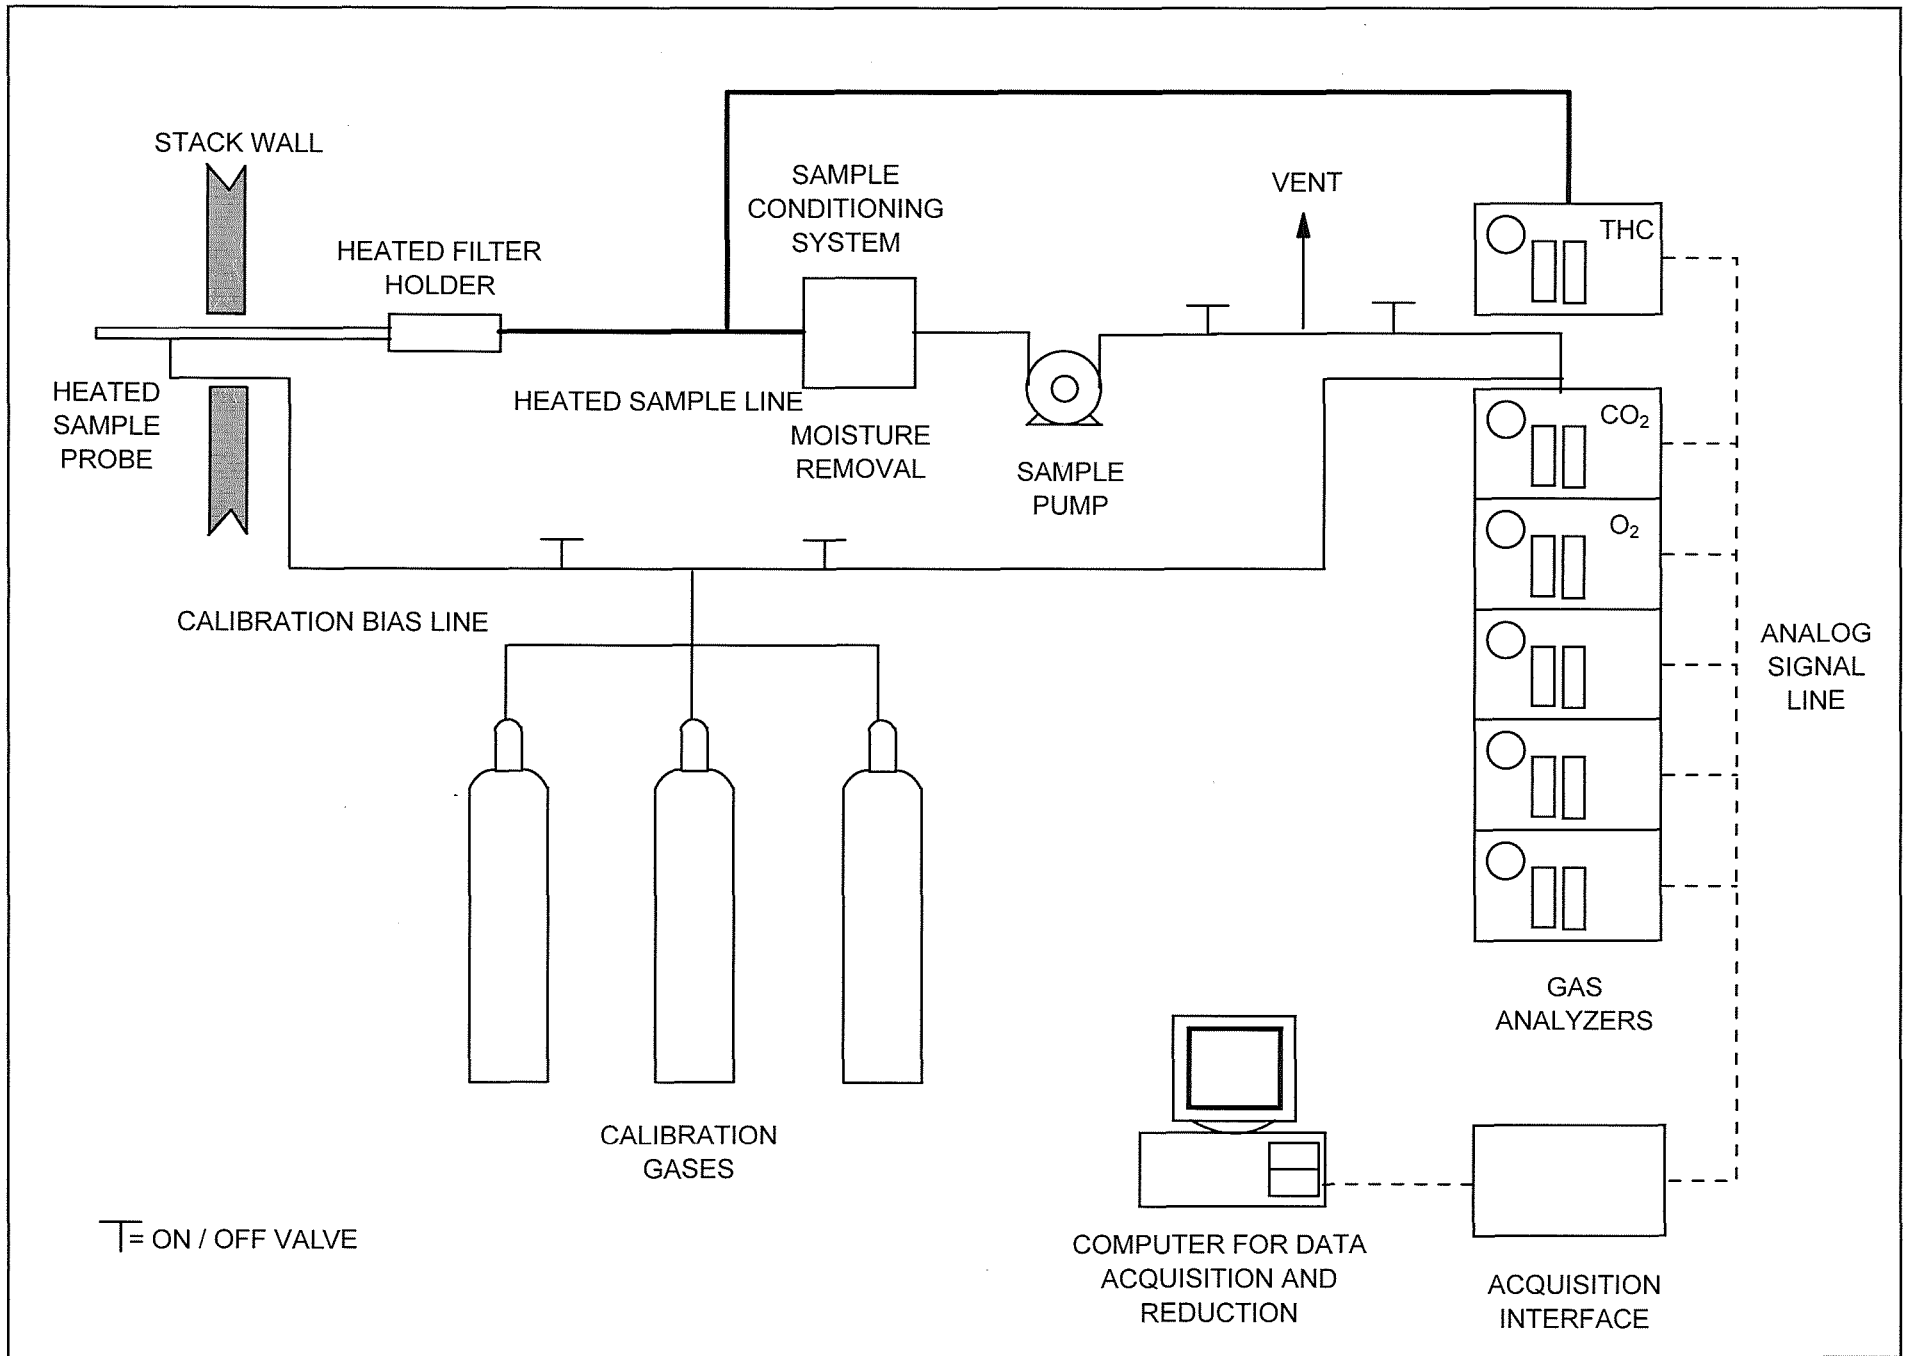 STACK WALL
SAMPLE
CONDITIONING
SYSTEM
VENT
THC
HEATED FILTER
HOLDER
HEATED
SAMPLE
PROBE
HEATED SAMPLE LINE
MOISTURE
REMOVAL
SAMPLE
PUMP
CO₂
O₂
CALIBRATION BIAS LINE
ANALOG
SIGNAL
LINE
GAS
ANALYZERS
CALIBRATION
GASES
= ON / OFF VALVE
COMPUTER FOR DATA
ACQUISITION AND
REDUCTION
ACQUISITION
INTERFACE